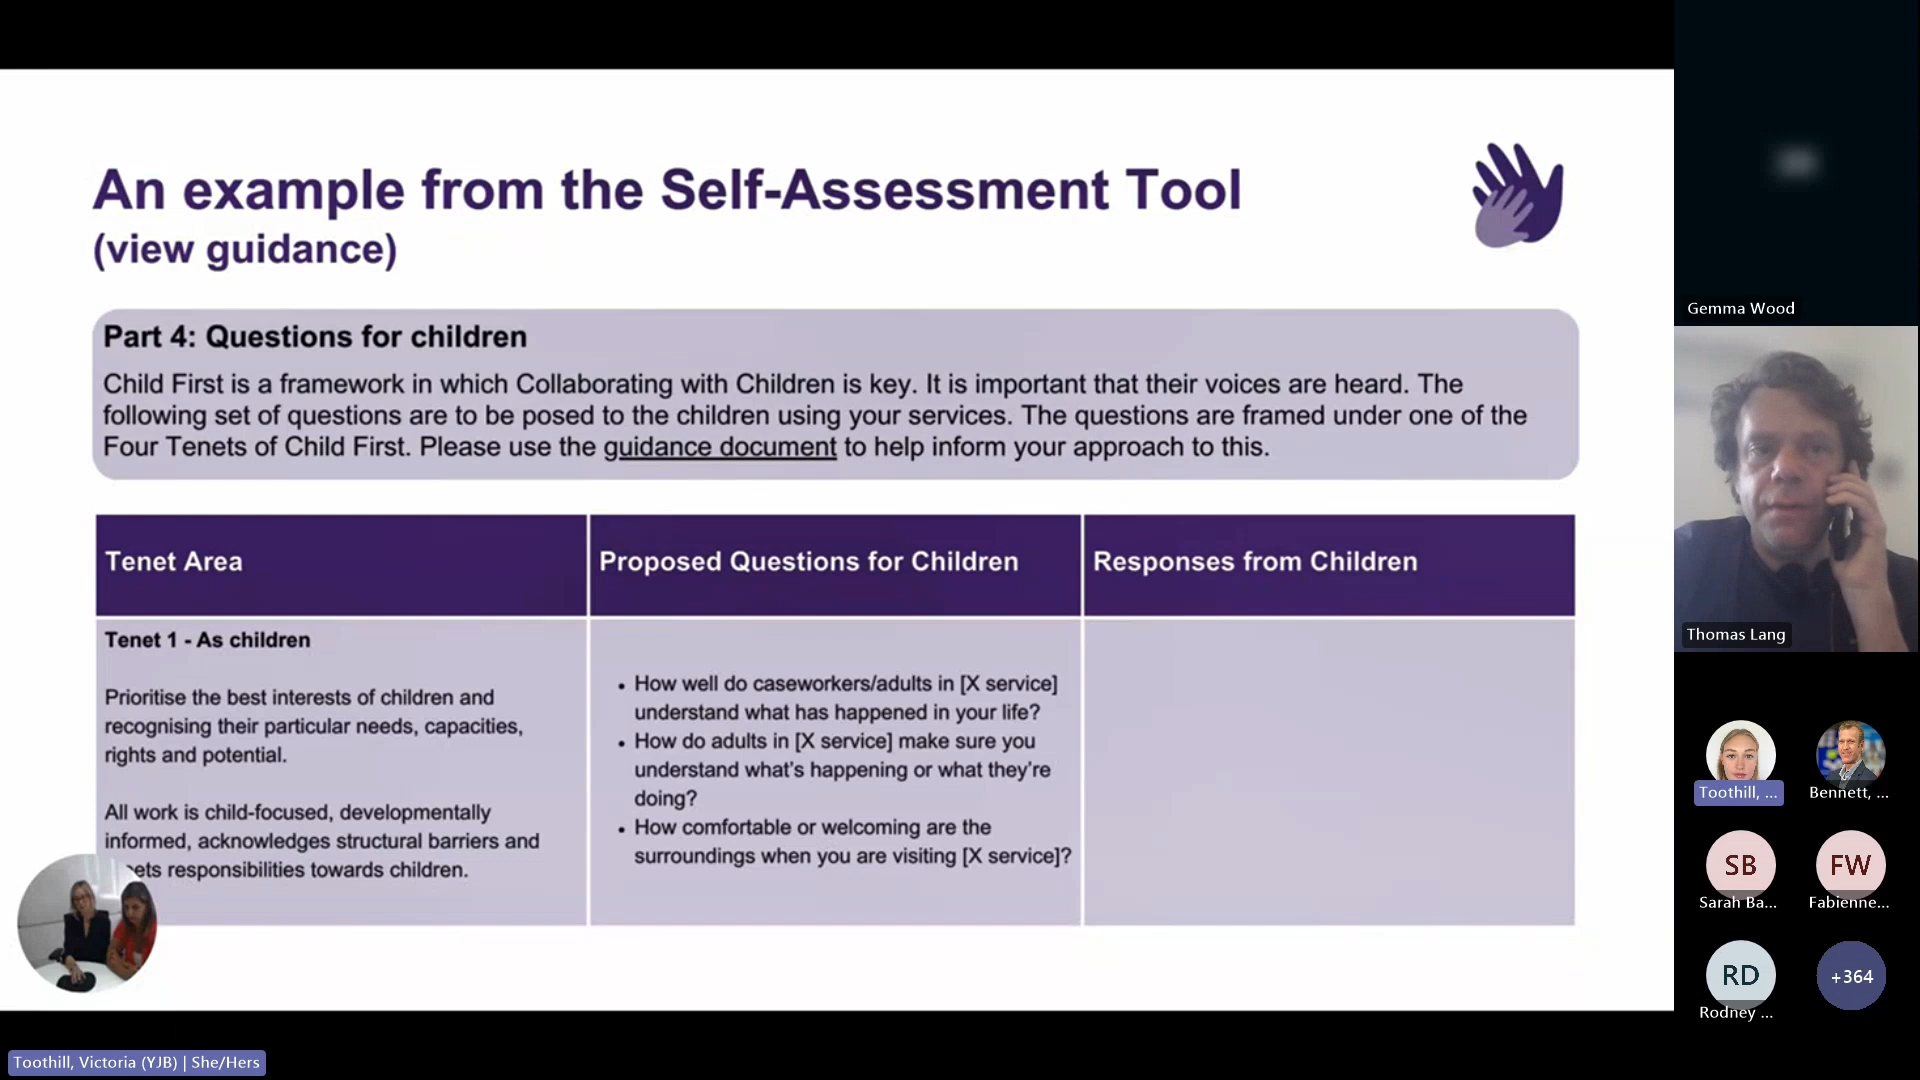 An example from the Self-Assessment Tool
(view guidance)
Part 4: Questions for children
Child First is a framework in which Collaborating with Children is key. It is important that their voices are heard. The
following set of questions are to be posed to the children using your services. The questions are framed under one of the
Four Tenets of Child First. Please use the guidance document to help inform your approach to this.
Tenet Area
Proposed Questions for Children
Responses from Children
Tenet 1 - As children
Prioritise the best interests of children and
recognising their particular needs, capacities,
rights and potential.
All work is child-focused, developmentally
informed, acknowledges structural barriers and
ets responsibilities towards children.
• How well do caseworkers/adults in [X service]
understand what has happened in your life?
• How do adults in [X service] make sure you
understand what's happening or what they're
doing?
• How comfortable or welcoming are the
surroundings when you are visiting [X service]?
Toothill, Victoria (YJB) | She/Hers
Gemma Wood
Thomas Lang
Toothill, ...
Bennett, ...
SB
Sarah Ba...
FW
Fabienne...
RD
Rodney ...
+364